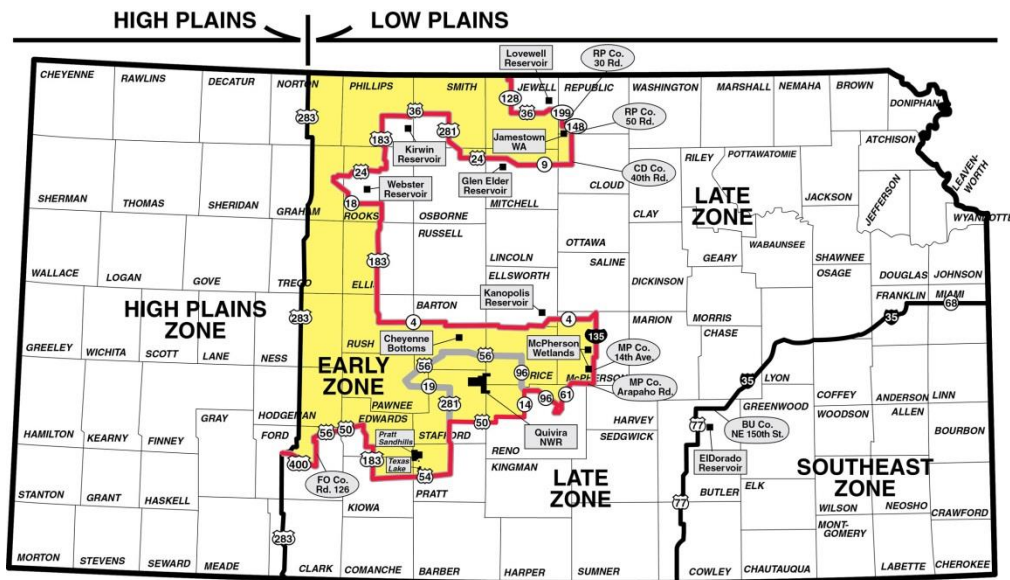 HIGH PLAINS
LOW PLAINS
Lovewell
Reservoir
RP Co.
30 Rd.
CHEYENNE
RAWLINS
DECATUR
NORTON
PHILLIPS
SMITH
JEWELL
REPUBLIC
WASHINGTON
MARSHALL
NEMAHA
BROWN
DONIPHAN
283
128
36
199
148
36
281
183
Jamestown
WA
RP Co.
50 Rd.
ATCHISON
Kirwin
Reservoir
24
9
24
Glen Elder
Reservoir
CD Co.
40th Rd.
CLOUD
RILEY
POTTAWATOMIE
JACKSON
JEFFERSON
LEAVEN-
WORTH
WYANDOTTE
Webster
Reservoir
18
SHERMAN
THOMAS
SHERIDAN
GRAHAM
ROOKS
OSBORNE
MITCHELL
CLAY
LATE
ZONE
RUSSELL
LINCOLN
OTTAWA
SALINE
WABAUNSEE
SHAWNEE
GEARY
OSAGE
DOUGLAS
JOHNSON
WALLACE
LOGAN
GOVE
TREGO
ELLIS
183
ELLSWORTH
DICKINSON
FRANKLIN
MIAMI
68
35
HIGH PLAINS
ZONE
283
BARTON
Kanopolis
Reservoir
4
4
MARION
MORRIS
CHASE
135
GREELEY
WICHITA
SCOTT
LANE
NESS
RUSH
Cheyenne
Bottoms
McPherson
Wetlands
MP Co.
14th Ave.
EARLY
ZONE
56
56
96
RICE
McPHERSON
MP Co.
Arapaho Rd.
19
281
14
96
61
50
PAWNEE
35
LYON
COFFEY
ANDERSON
LINN
GREENWOOD
WOODSON
ALLEN
HODGEMAN
EDWARDS
STAFFORD
Quivira
NWR
HARVEY
SEDGWICK
77
BU Co.
NE 150th St.
BOURBON
HAMILTON
KEARNY
FINNEY
GRAY
FORD
56
50
183
400
Pratt
Sandhills
Texas
Lake
54
RENO
KINGMAN
ElDorado
Reservoir
SOUTHEAST
ZONE
FO Co.
Rd. 126
PRATT
LATE
ZONE
77
BUTLER
ELK
WILSON
NEOSHO
CRAWFORD
STANTON
GRANT
HASKELL
KIOWA
MONT-
GOMERY
283
MORTON
STEVENS
SEWARD
MEADE
CLARK
COMANCHE
BARBER
HARPER
SUMNER
COWLEY
CHAUTAUQUA
LABETTE
CHEROKEE